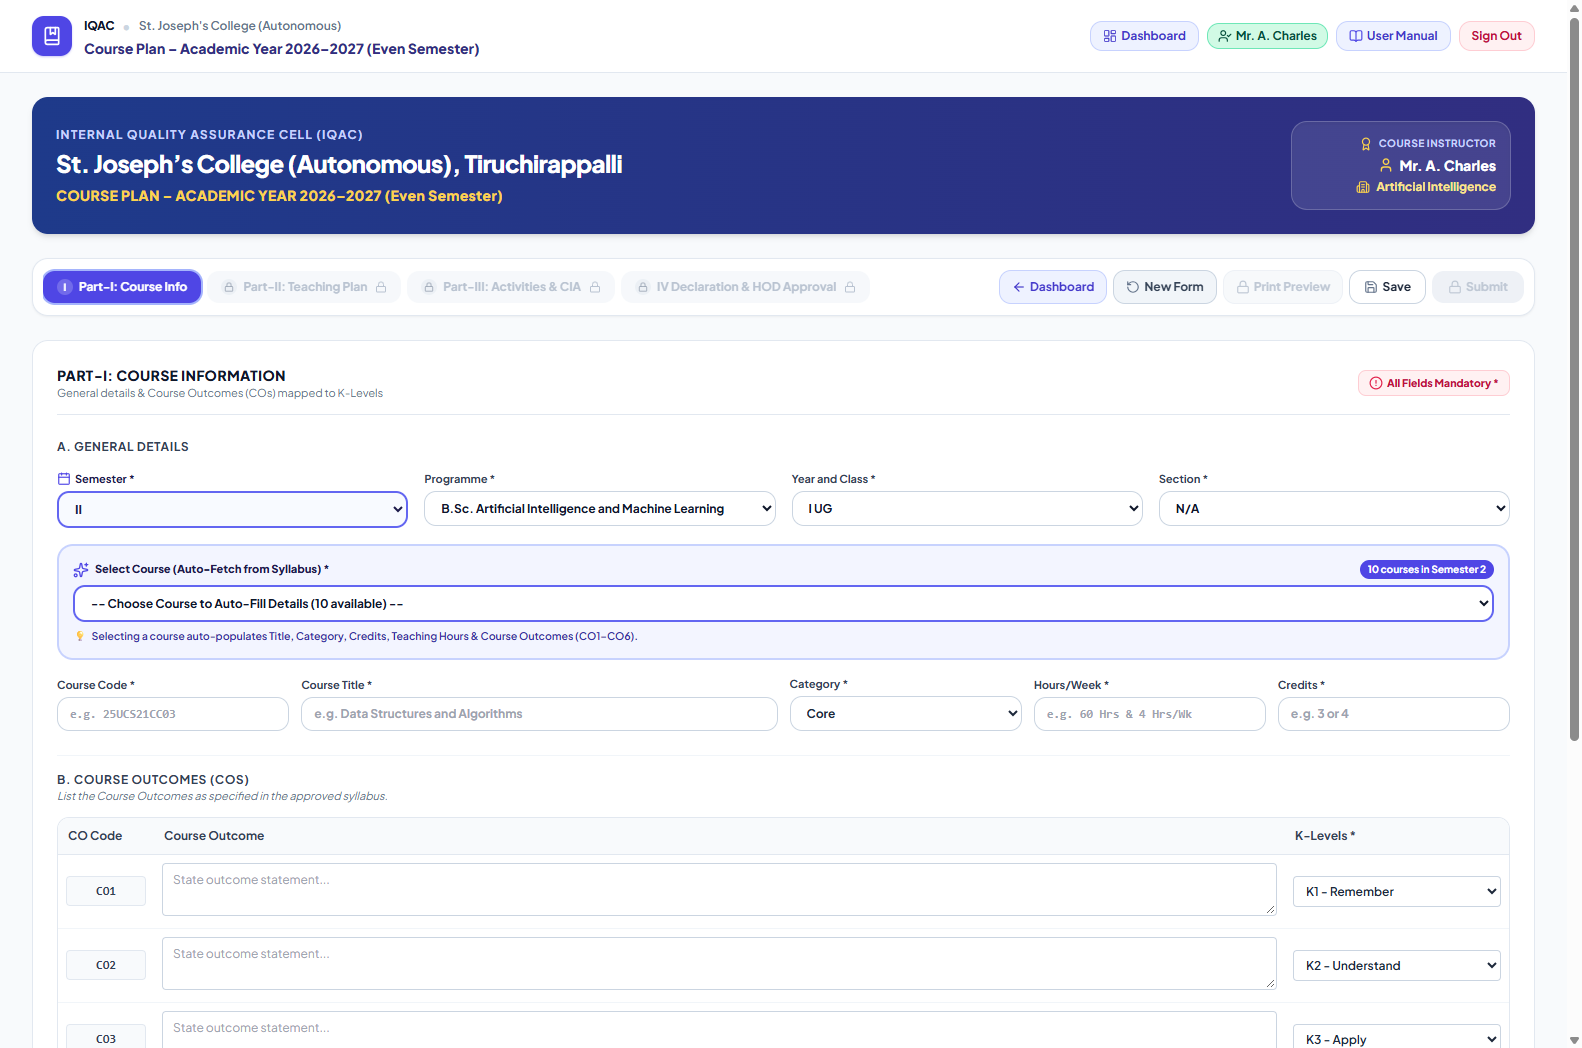 IQAC • St. Joseph's College (Autonomous)
Course Plan – Academic Year 2026–2027 (Even Semester)
Dashboard
Mr. A. Charles
User Manual
Sign Out
INTERNAL QUALITY ASSURANCE CELL (IQAC)
St. Joseph’s College (Autonomous), Tiruchirappalli
COURSE PLAN – ACADEMIC YEAR 2026–2027 (Even Semester)
COURSE INSTRUCTOR
Mr. A. Charles
Artificial Intelligence
I Part-I: Course Info
Part-II: Teaching Plan
Part-III: Activities & CIA
IV Declaration & HOD Approval
Dashboard
New Form
Print Preview
Save
Submit
PART-I: COURSE INFORMATION
General details & Course Outcomes (COs) mapped to K-Levels
All Fields Mandatory *
A. GENERAL DETAILS
Semester *
Programme *
Year and Class *
Section *
II
B.Sc. Artificial Intelligence and Machine Learning
I UG
N/A
Select Course (Auto-Fetch from Syllabus) *
10 courses in Semester 2
-- Choose Course to Auto-Fill Details (10 available) --
Selecting a course auto-populates Title, Category, Credits, Teaching Hours & Course Outcomes (CO1–CO6).
Course Code *
Course Title *
Category *
Hours/Week *
Credits *
e.g. 25UCS21CC03
e.g. Data Structures and Algorithms
Core
e.g. 60 Hrs & 4 Hrs/Wk
e.g. 3 or 4
B. COURSE OUTCOMES (COS)
List the Course Outcomes as specified in the approved syllabus.
CO Code
Course Outcome
K-Levels *
CO1
State outcome statement...
K1 - Remember
CO2
State outcome statement...
K2 - Understand
CO3
State outcome statement...
K3 - Apply